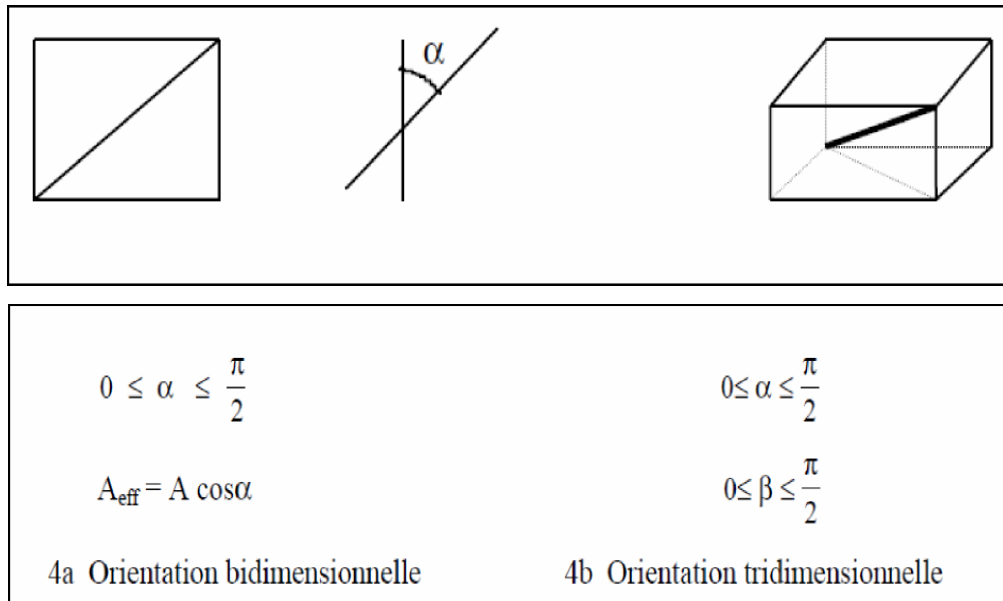 α
0 ≤ α ≤ π/2
0≤ α ≤ π/2
A_eff = A cosα
0≤ β ≤ π/2
4a Orientation bidimensionnelle
4b Orientation tridimensionnelle